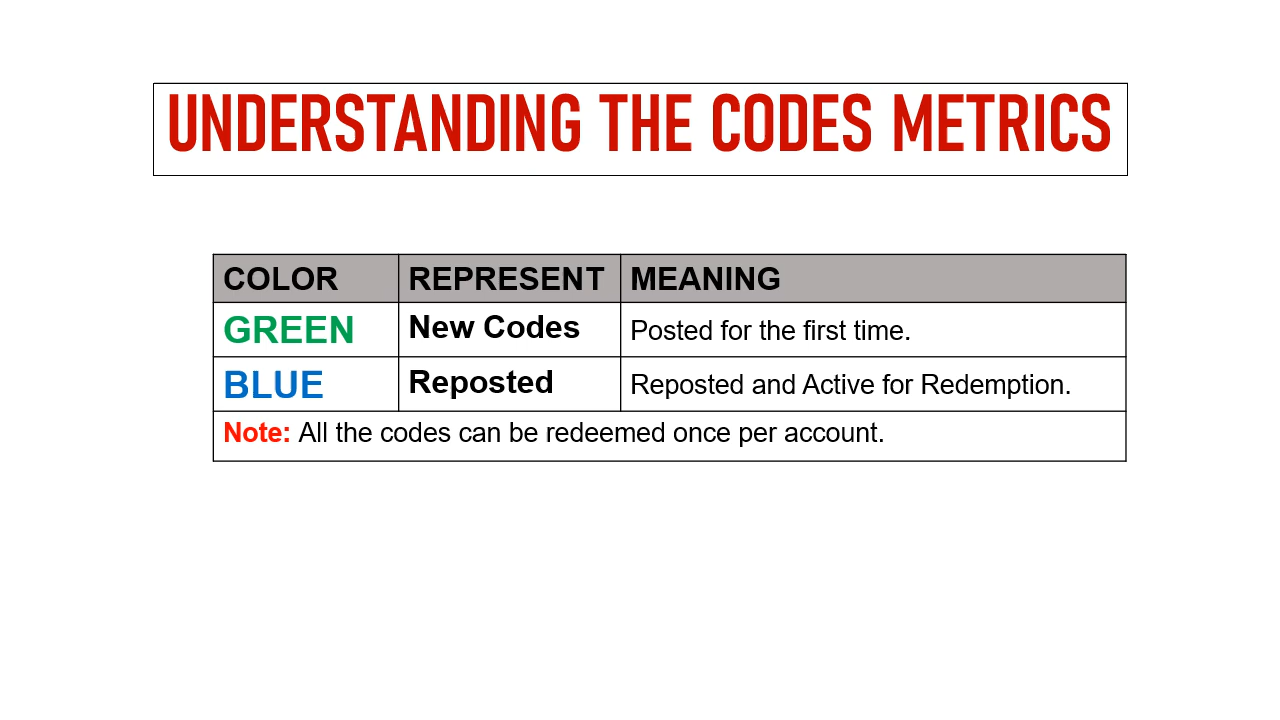 UNDERSTANDING THE CODES METRICS
COLOR REPRESENT MEANING
GREEN New Codes Posted for the first time.
BLUE Reposted Reposted and Active for Redemption.
Note: All the codes can be redeemed once per account.